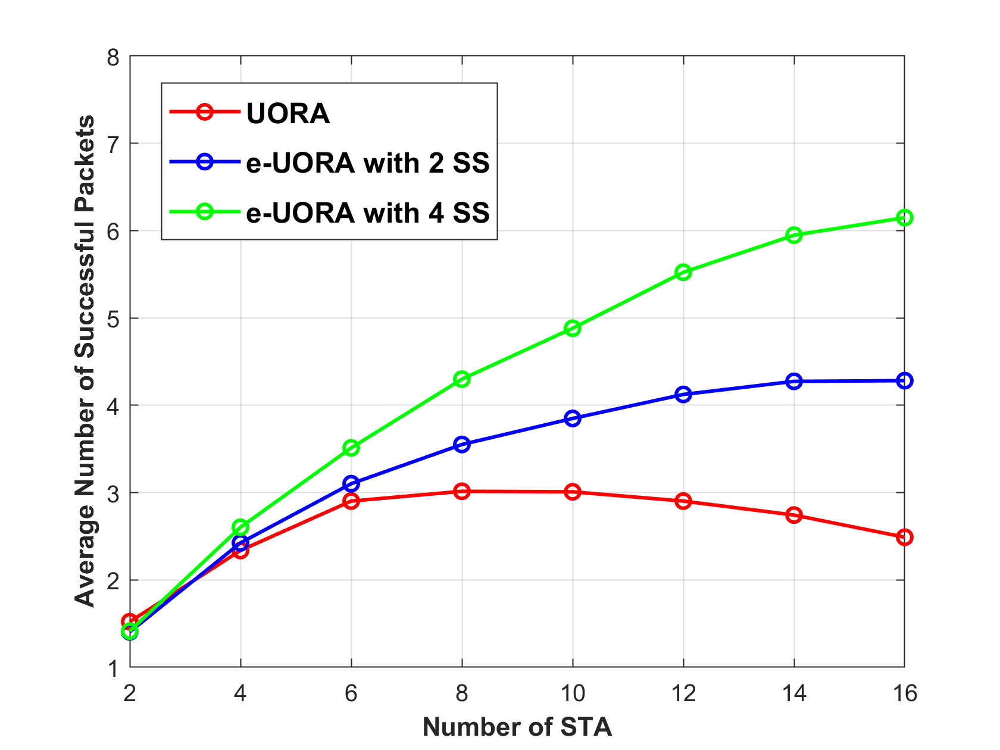 8
7
6
5
4
3
2
1
Average Number of Successful Packets
UORA
e-UORA with 2 SS
e-UORA with 4 SS
2 4 6 8 10 12 14 16
Number of STA